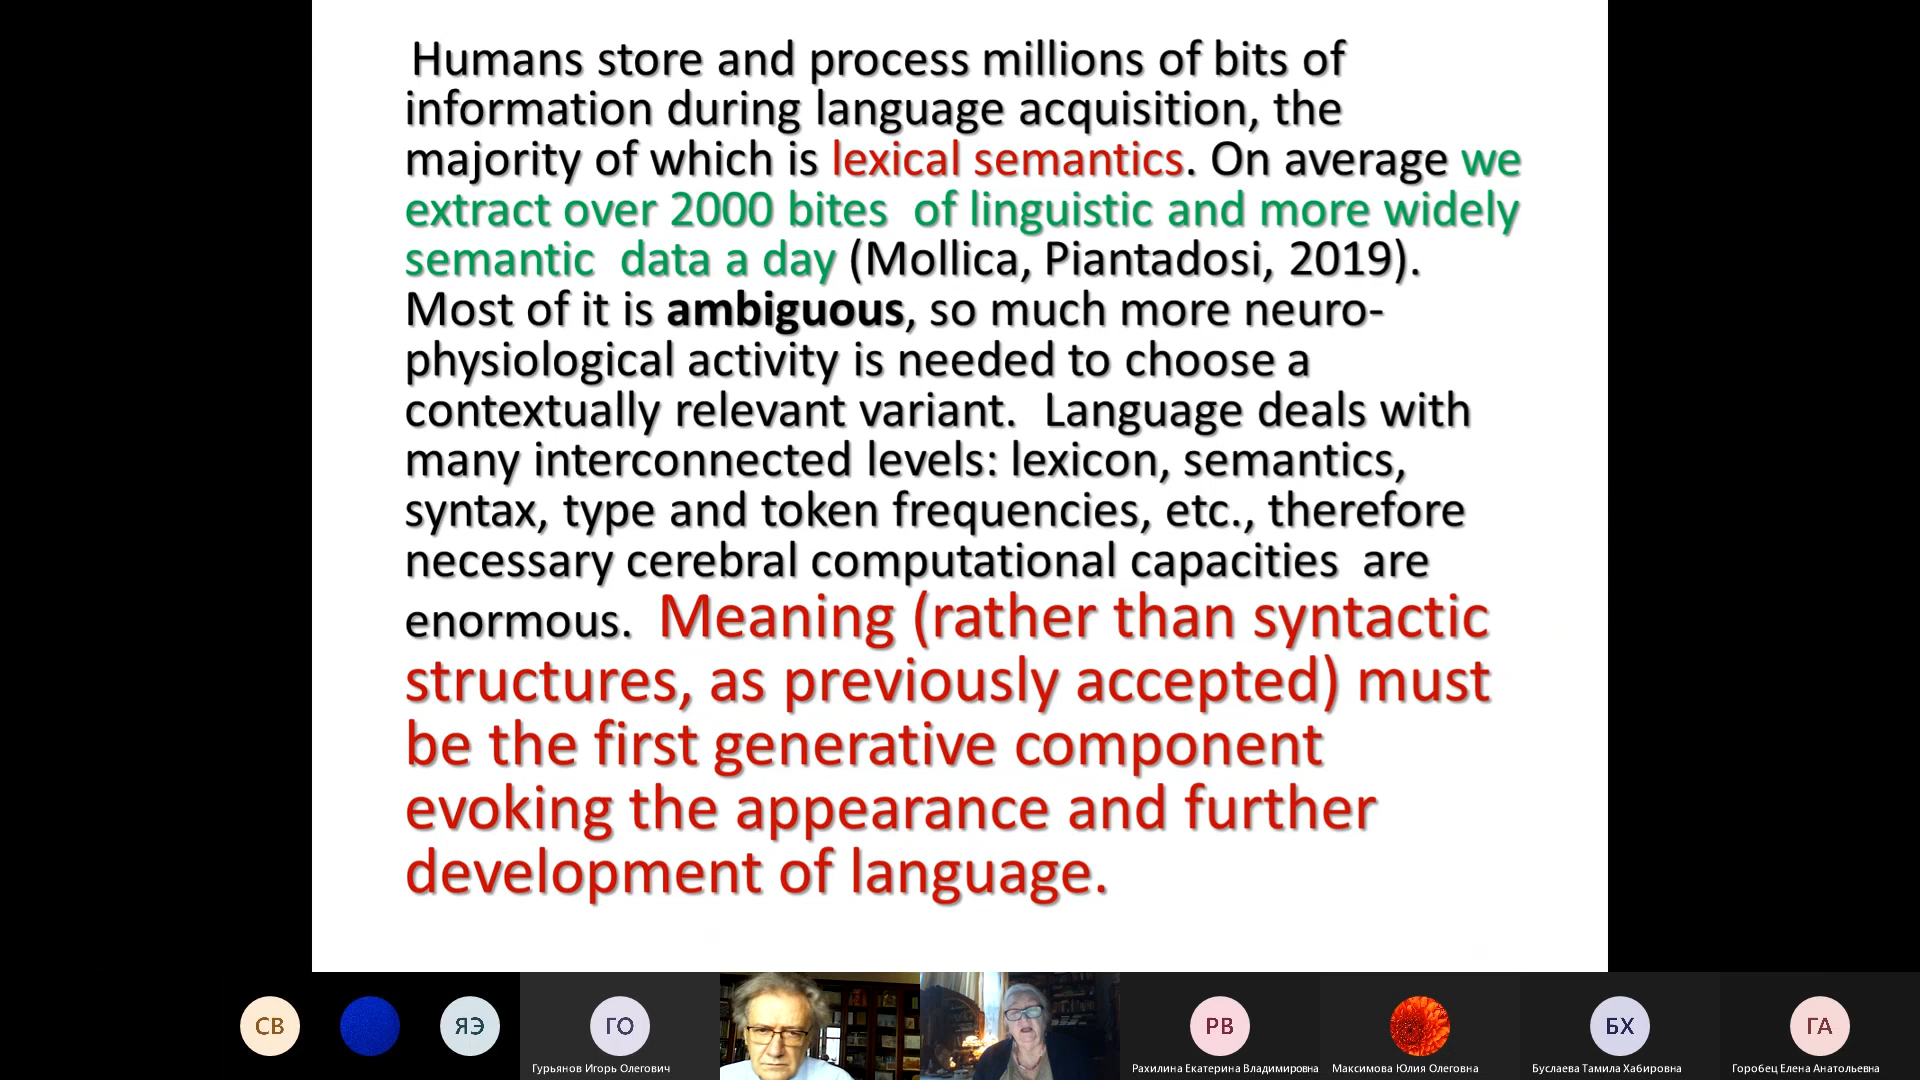 Humans store and process millions of bits of
information during language acquisition, the
majority of which is lexical semantics. On average we
extract over 2000 bites  of linguistic and more widely
semantic  data a day (Mollica, Piantadosi, 2019).
Most of it is ambiguous, so much more neuro-
physiological activity is needed to choose a
contextually relevant variant.  Language deals with
many interconnected levels: lexicon, semantics,
syntax, type and token frequencies, etc., therefore
necessary cerebral computational capacities  are
enormous.  Meaning (rather than syntactic
structures, as previously accepted) must
be the first generative component
evoking the appearance and further
development of language.
СВ
ЯЭ
ГО
РВ
БХ
ГА
Гурьянов Игорь Олегович
Рахилина Екатерина Владимировна
Максимова Юлия Олеговна
Буслаева Тамила Хабировна
Горобец Елена Анатольевна